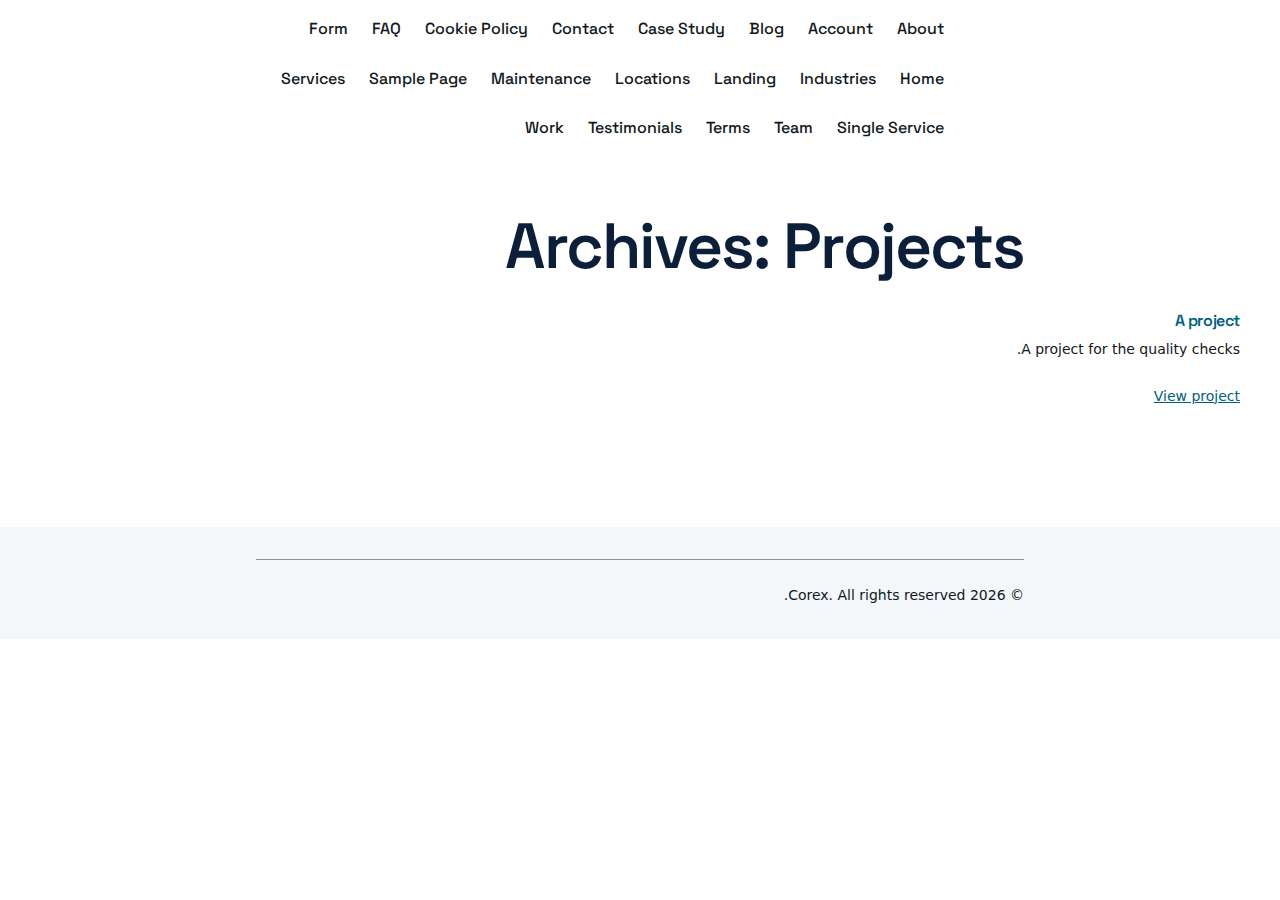 About Account Blog Case Study Contact Cookie Policy FAQ Form
Home Industries Landing Locations Maintenance Sample Page Services
Single Service Team Terms Testimonials Work
Archives: Projects
A project
.A project for the quality checks
View project
.Corex. All rights reserved 2026 ©